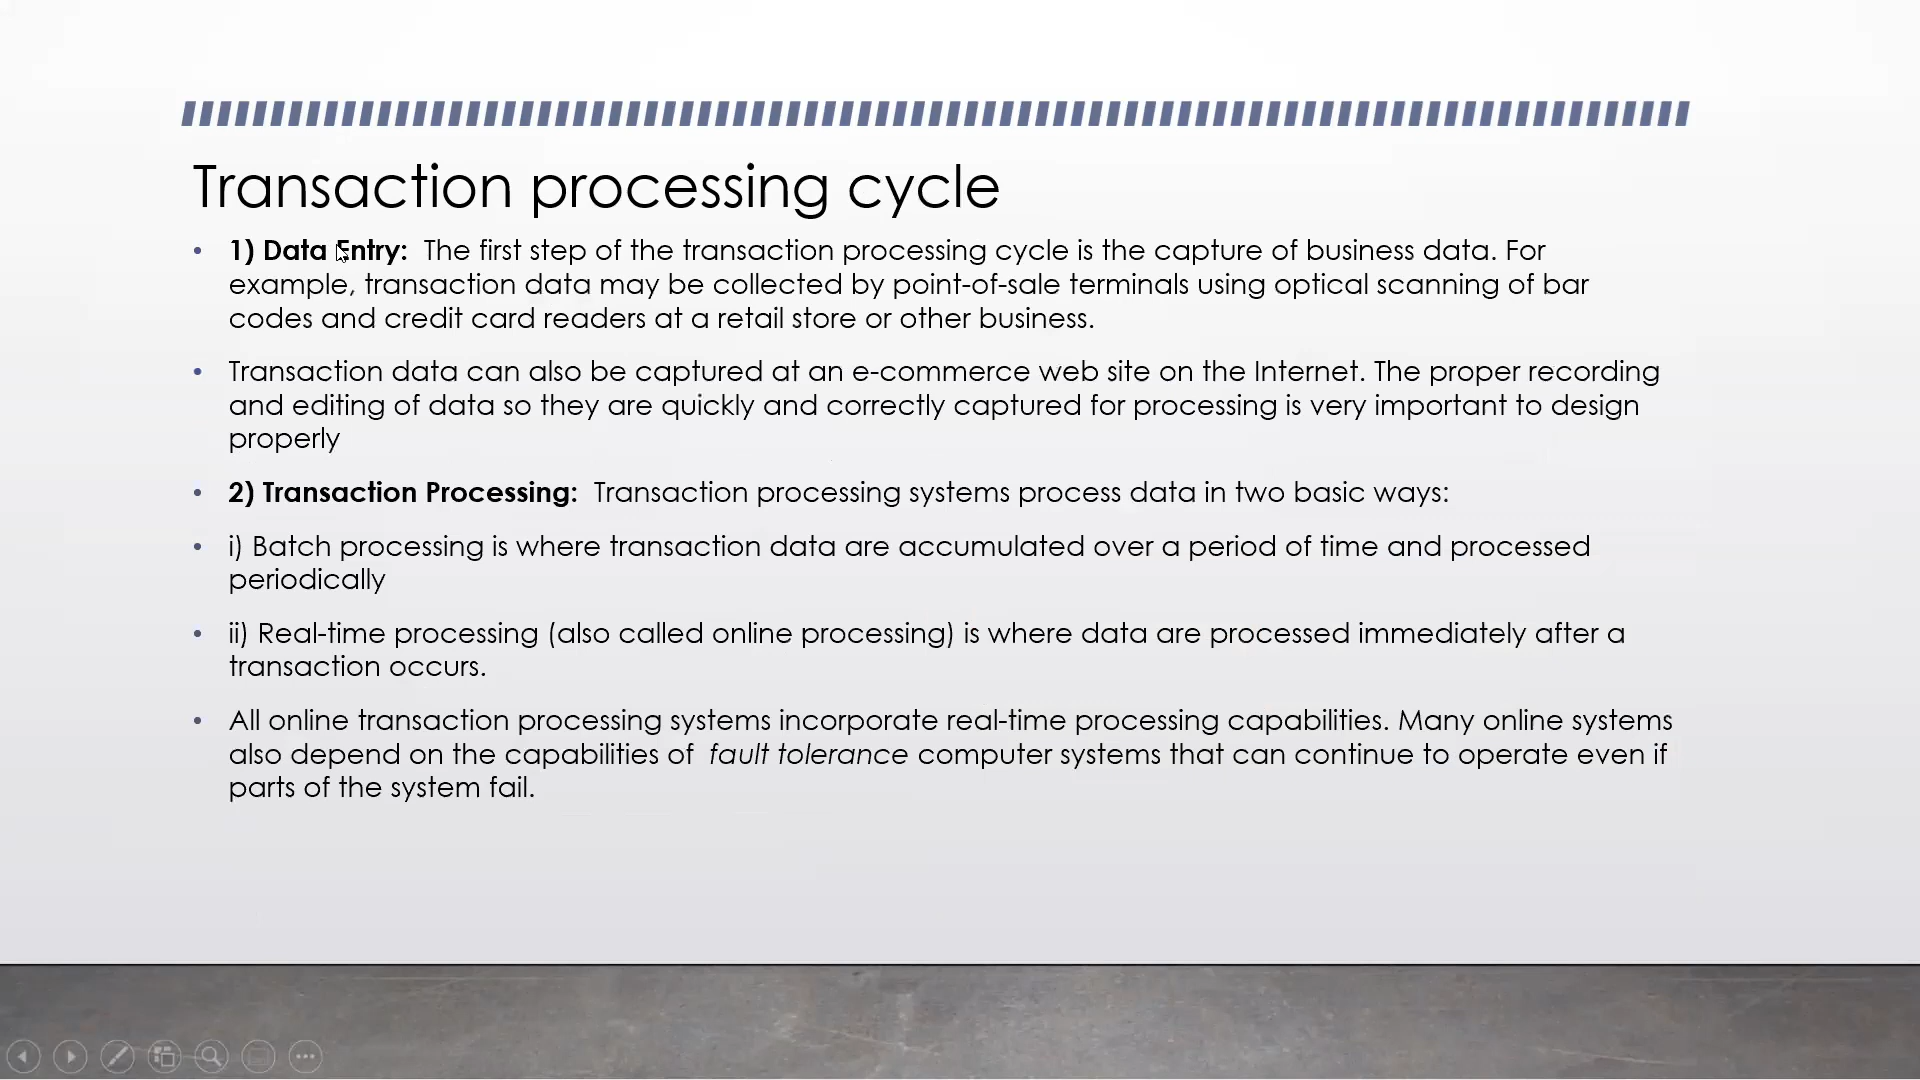 Transaction processing cycle
• 1) Data Entry: The first step of the transaction processing cycle is the capture of business data. For
example, transaction data may be collected by point-of-sale terminals using optical scanning of bar
codes and credit card readers at a retail store or other business.
• Transaction data can also be captured at an e-commerce web site on the Internet. The proper recording
and editing of data so they are quickly and correctly captured for processing is very important to design
properly
• 2) Transaction Processing: Transaction processing systems process data in two basic ways:
• i) Batch processing is where transaction data are accumulated over a period of time and processed
periodically
• ii) Real-time processing (also called online processing) is where data are processed immediately after a
transaction occurs.
• All online transaction processing systems incorporate real-time processing capabilities. Many online systems
also depend on the capabilities of fault tolerance computer systems that can continue to operate even if
parts of the system fail.